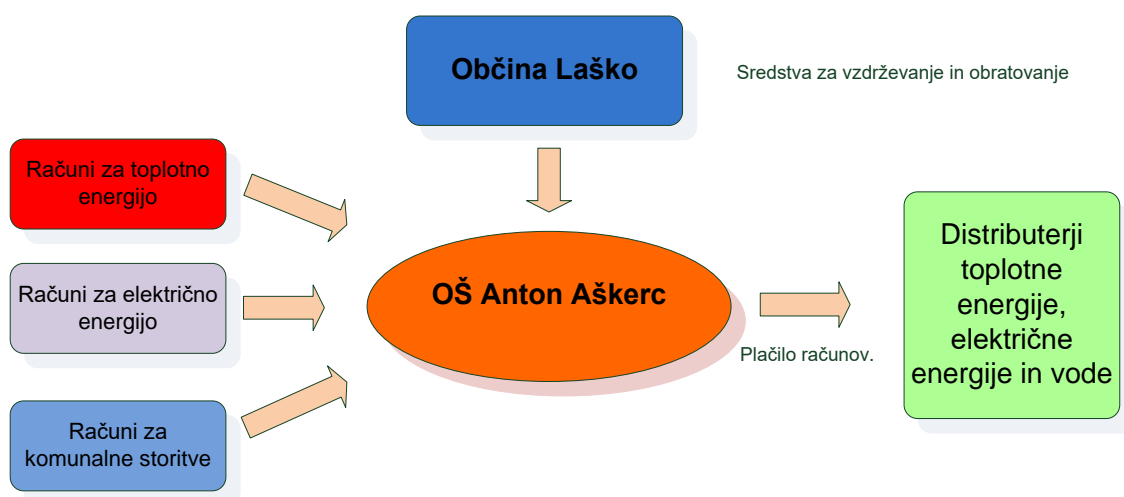 Občina Laško
Sredstva za vzdrževanje in obratovanje
Računi za toplotno
energijo
Računi za električno
energijo
Računi za
komunalne storitve
OŠ Anton Aškerc
Plačilo računov.
Distributerji
toplotne
energije,
električne
energije in vode